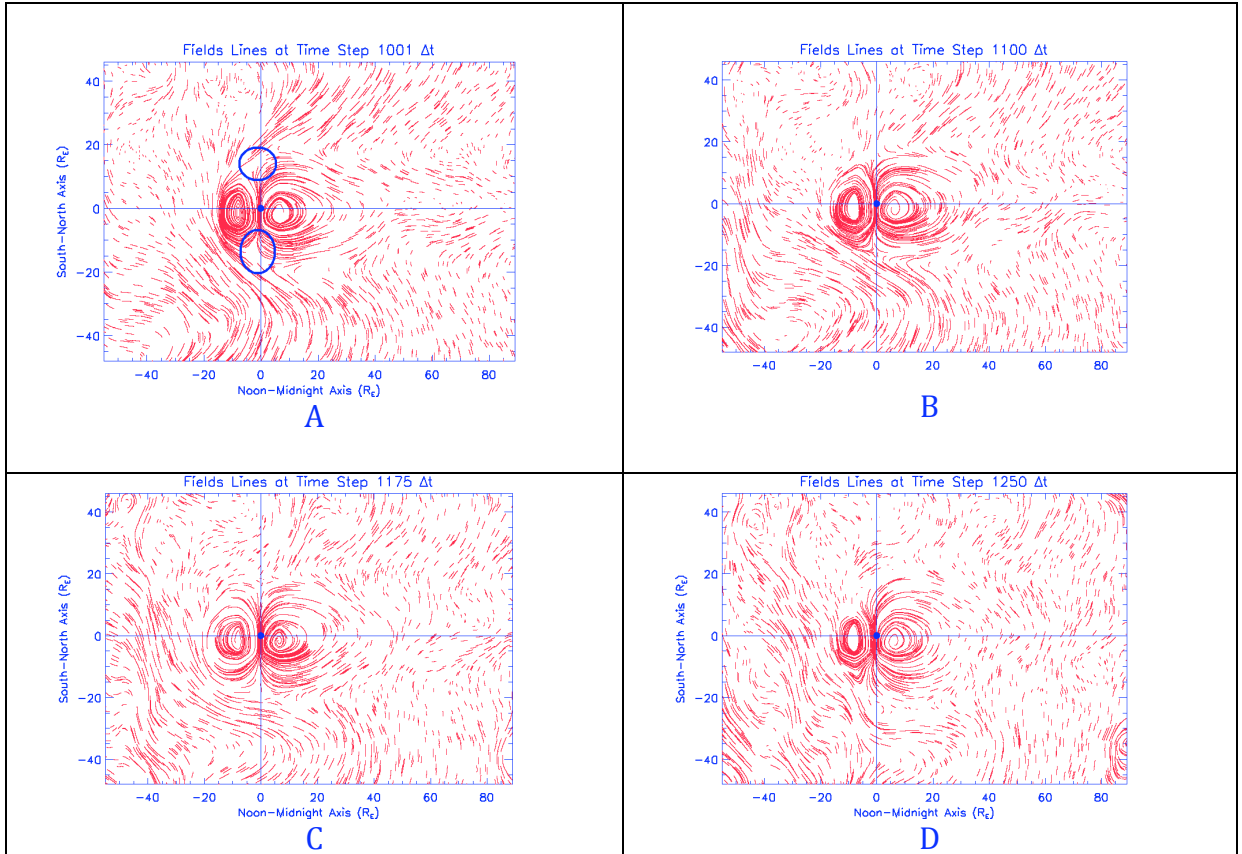 Fields Lines at Time Step 1001 Δt
40
20
0
−20
−40
South−North Axis (R_E)
−40 −20 0 20 40 60 80
Noon−Midnight Axis (R_E)
A
Fields Lines at Time Step 1100 Δt
40
20
0
−20
−40
South−North Axis (R_E)
−40 −20 0 20 40 60 80
B
Fields Lines at Time Step 1175 Δt
40
20
0
−20
−40
South−North Axis (R_E)
−40 −20 0 20 40 60 80
Noon−Midnight Axis (R_E)
C
Fields Lines at Time Step 1250 Δt
40
20
0
−20
−40
South−North Axis (R_E)
−40 −20 0 20 40 60 80
Noon−Midnight Axis (R_E)
D